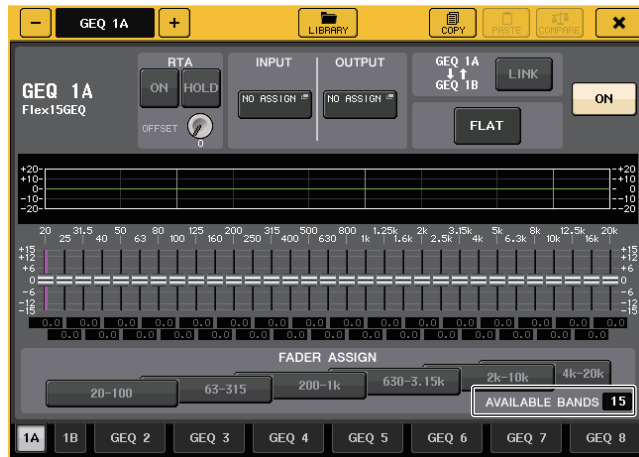 GEQ 1A
LIBRARY
COPY
PASTE
COMPARE
GEQ 1A
Flex15GEQ
RTA
ON HOLD
OFFSET
0
INPUT
NO ASSIGN
OUTPUT
NO ASSIGN
GEQ 1A
GEQ 1B
LINK
FLAT
ON
+20 +20
+10 +10
0 0
-10 -10
-20 -20
20 31.5 50 80 125 200 315 500 800 1.25k 2k 3.15k 5k 8k 12.5k 20k
25 40 63 100 160 250 400 630 1k 1.6k 2.5k 4k 6.3k 10k 16k
+15 +15
+12 +12
+6 +6
0 0
-6 -6
-12 -12
-15 -15
0.0 0.0 0.0 0.0 0.0 0.0 0.0 0.0 0.0 0.0 0.0 0.0 0.0 0.0 0.0 0.0
0.0 0.0 0.0 0.0 0.0 0.0 0.0 0.0 0.0 0.0 0.0 0.0 0.0 0.0 0.0
FADER ASSIGN
20-100 63-315 200-1k 630-3.15k 2k-10k 4k-20k
AVAILABLE BANDS 15
1A 1B GEQ 2 GEQ 3 GEQ 4 GEQ 5 GEQ 6 GEQ 7 GEQ 8